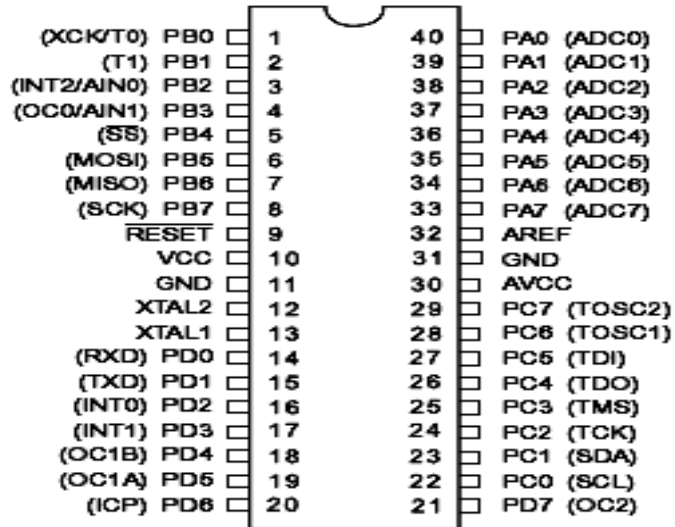 (XCK/T0) PB0 1 40 PA0 (ADC0)
(T1) PB1 2 39 PA1 (ADC1)
(INT2/AIN0) PB2 3 38 PA2 (ADC2)
(OC0/AIN1) PB3 4 37 PA3 (ADC3)
(SS) PB4 5 36 PA4 (ADC4)
(MOSI) PB5 6 35 PA5 (ADC5)
(MISO) PB6 7 34 PA6 (ADC6)
(SCK) PB7 8 33 PA7 (ADC7)
RESET 9 32 AREF
VCC 10 31 GND
GND 11 30 AVCC
XTAL2 12 29 PC7 (TOSC2)
XTAL1 13 28 PC6 (TOSC1)
(RXD) PD0 14 27 PC5 (TDI)
(TXD) PD1 15 26 PC4 (TDO)
(INT0) PD2 16 25 PC3 (TMS)
(INT1) PD3 17 24 PC2 (TCK)
(OC1B) PD4 18 23 PC1 (SDA)
(OC1A) PD5 19 22 PC0 (SCL)
(ICP) PD6 20 21 PD7 (OC2)